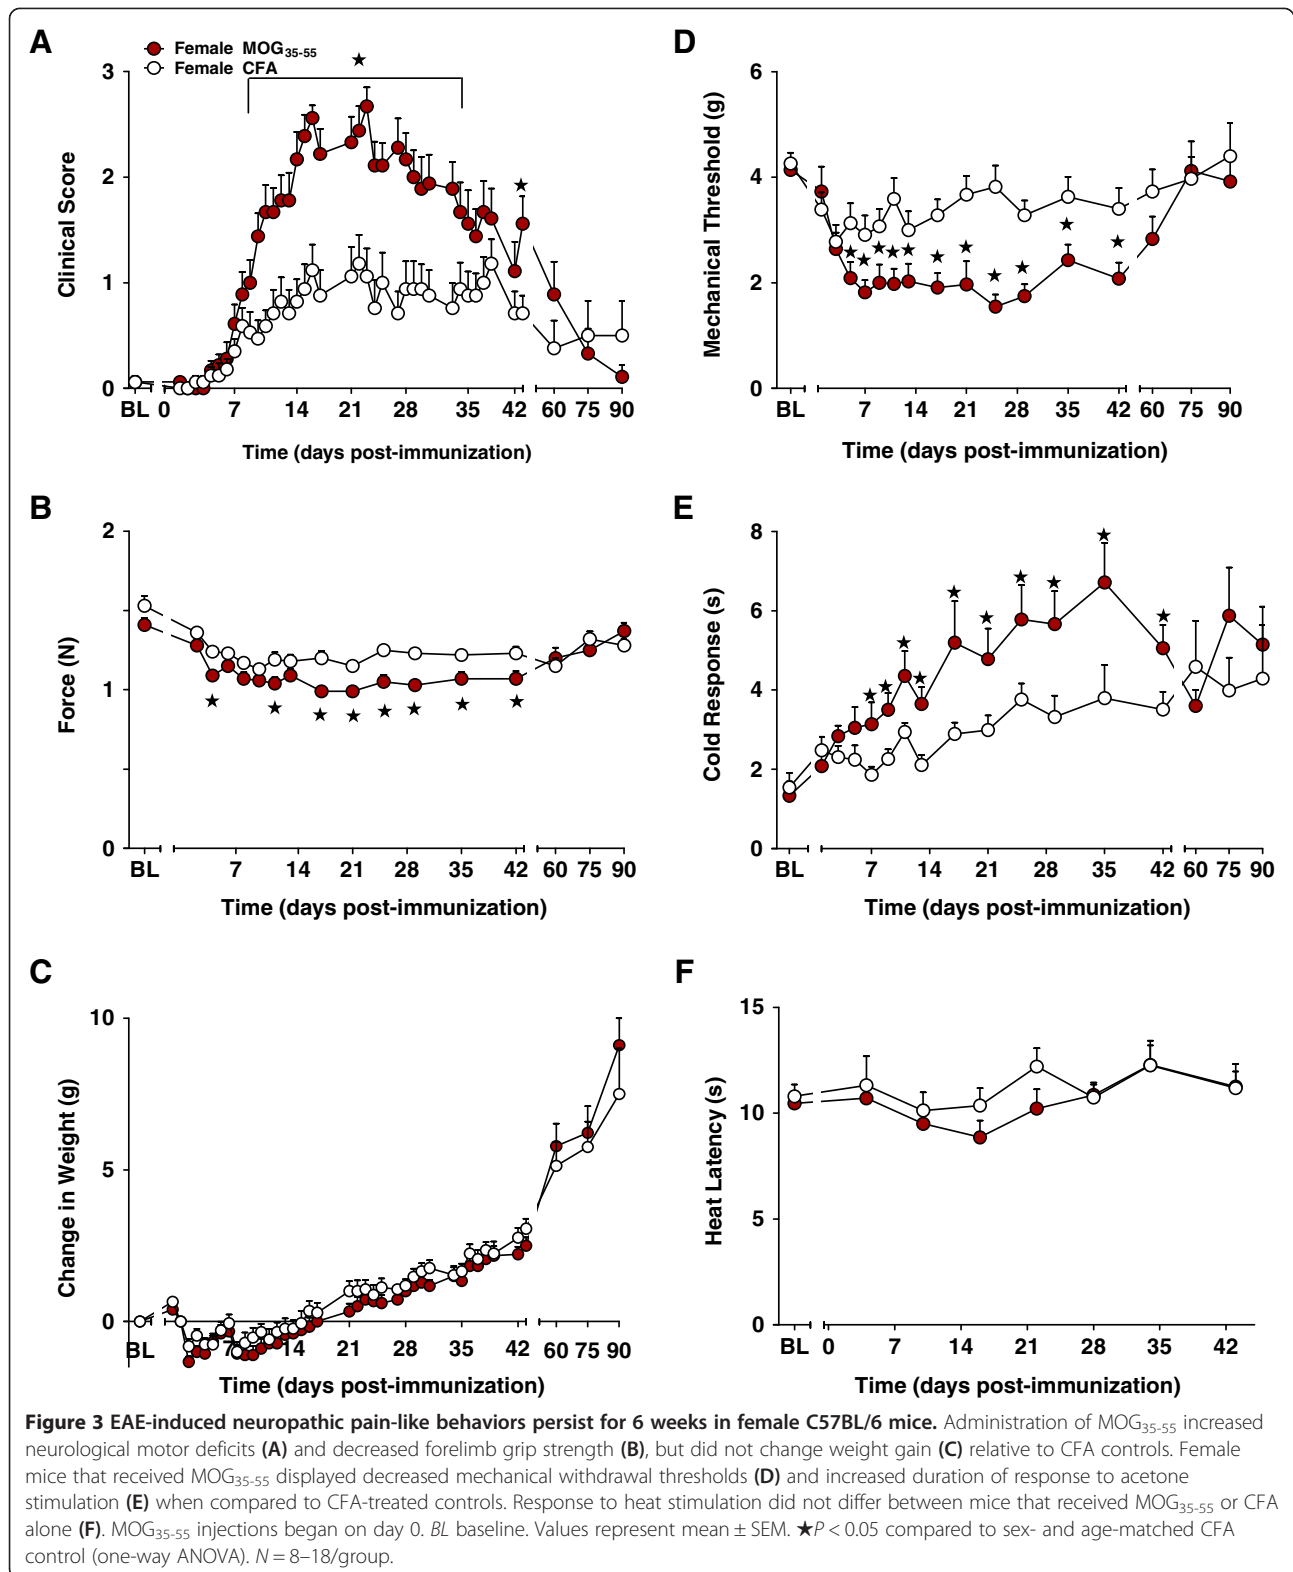 A
Female MOG35-55
Female CFA
★
★
3
2
1
0
Clinical Score
BL 0 7 14 21 28 35 42 60 75 90
Time (days post-immunization)
D
6
4
2
0
Mechanical Threshold (g)
★ ★ ★ ★ ★ ★ ★ ★ ★ ★ ★
BL 7 14 21 28 35 42 60 75 90
Time (days post-immunization)
B
2
1
0
Force (N)
★ ★ ★ ★ ★ ★ ★ ★
BL 7 14 21 28 35 42 60 75 90
Time (days post-immunization)
E
8
6
4
2
0
Cold Response (s)
★ ★ ★ ★ ★ ★ ★ ★ ★ ★
BL 7 14 21 28 35 42 60 75 90
Time (days post-immunization)
C
10
5
0
Change in Weight (g)
BL 7 14 21 28 35 42 60 75 90
Time (days post-immunization)
F
15
10
5
0
Heat Latency (s)
BL 0 7 14 21 28 35 42
Time (days post-immunization)
Figure 3 EAE-induced neuropathic pain-like behaviors persist for 6 weeks in female C57BL/6 mice. Administration of MOG35-55 increased
neurological motor deficits (A) and decreased forelimb grip strength (B), but did not change weight gain (C) relative to CFA controls. Female
mice that received MOG35-55 displayed decreased mechanical withdrawal thresholds (D) and increased duration of response to acetone
stimulation (E) when compared to CFA-treated controls. Response to heat stimulation did not differ between mice that received MOG35-55 or CFA
alone (F). MOG35-55 injections began on day 0. BL baseline. Values represent mean ± SEM. ★P < 0.05 compared to sex- and age-matched CFA
control (one-way ANOVA). N = 8–18/group.